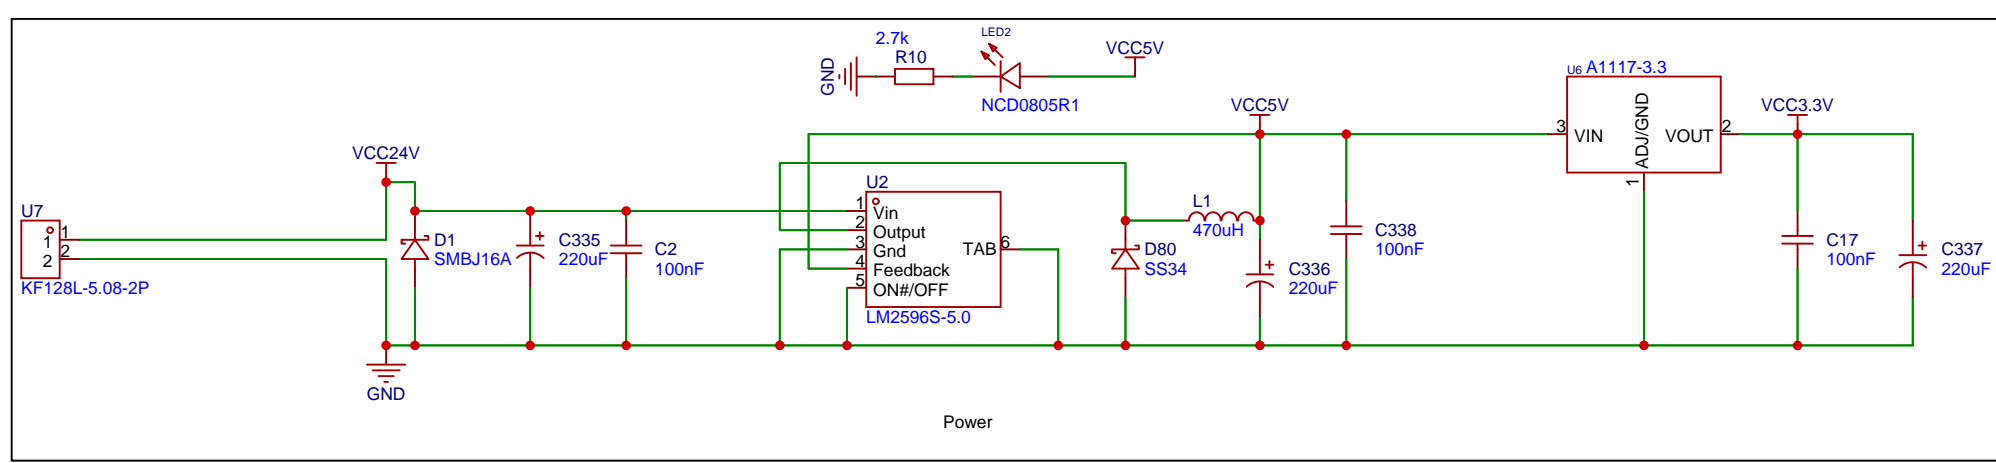 2.7k
R10
LED2
NCD0805R1
GND
VCC5V
U6 A1117-3.3
3 VIN
ADJ/GND
VOUT 2
1
VCC3.3V
VCC5V
VCC24V
U7
1 1
2 2
KF128L-5.08-2P
D1
SMBJ16A
C335
220uF
C2
100nF
U2
1 Vin
2 Output
3 Gnd
4 Feedback
5 ON#/OFF
TAB 6
LM2596S-5.0
L1
470uH
D80
SS34
C336
220uF
C338
100nF
C17
100nF
C337
220uF
GND
Power